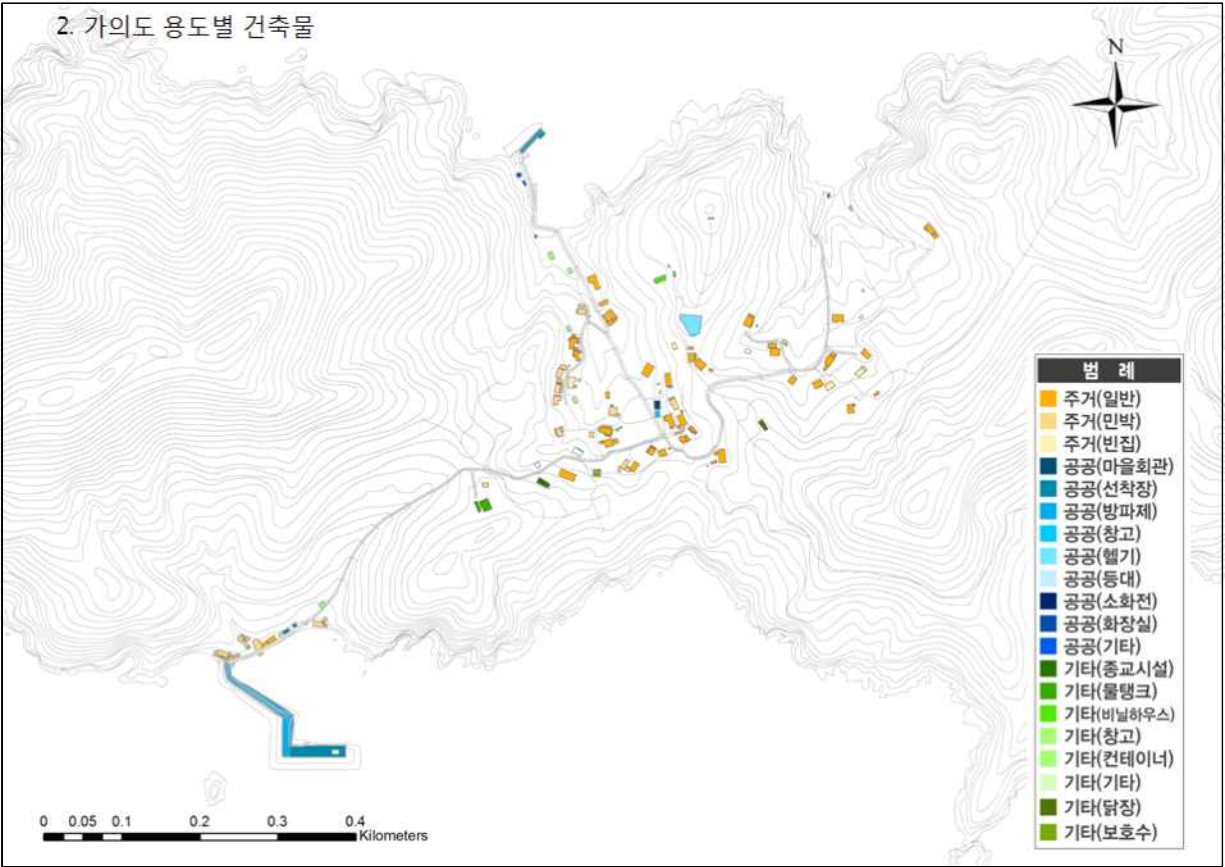 2. 가의도 용도별 건축물
N
범 례
주거(일반)
주거(민박)
주거(빈집)
공공(마을회관)
공공(선착장)
공공(방파제)
공공(창고)
공공(헬기)
공공(등대)
공공(소화전)
공공(화장실)
공공(기타)
기타(종교시설)
기타(물탱크)
기타(비닐하우스)
기타(창고)
기타(컨테이너)
기타(기타)
기타(닭장)
기타(보호수)
0 0.05 0.1 0.2 0.3 0.4
Kilometers